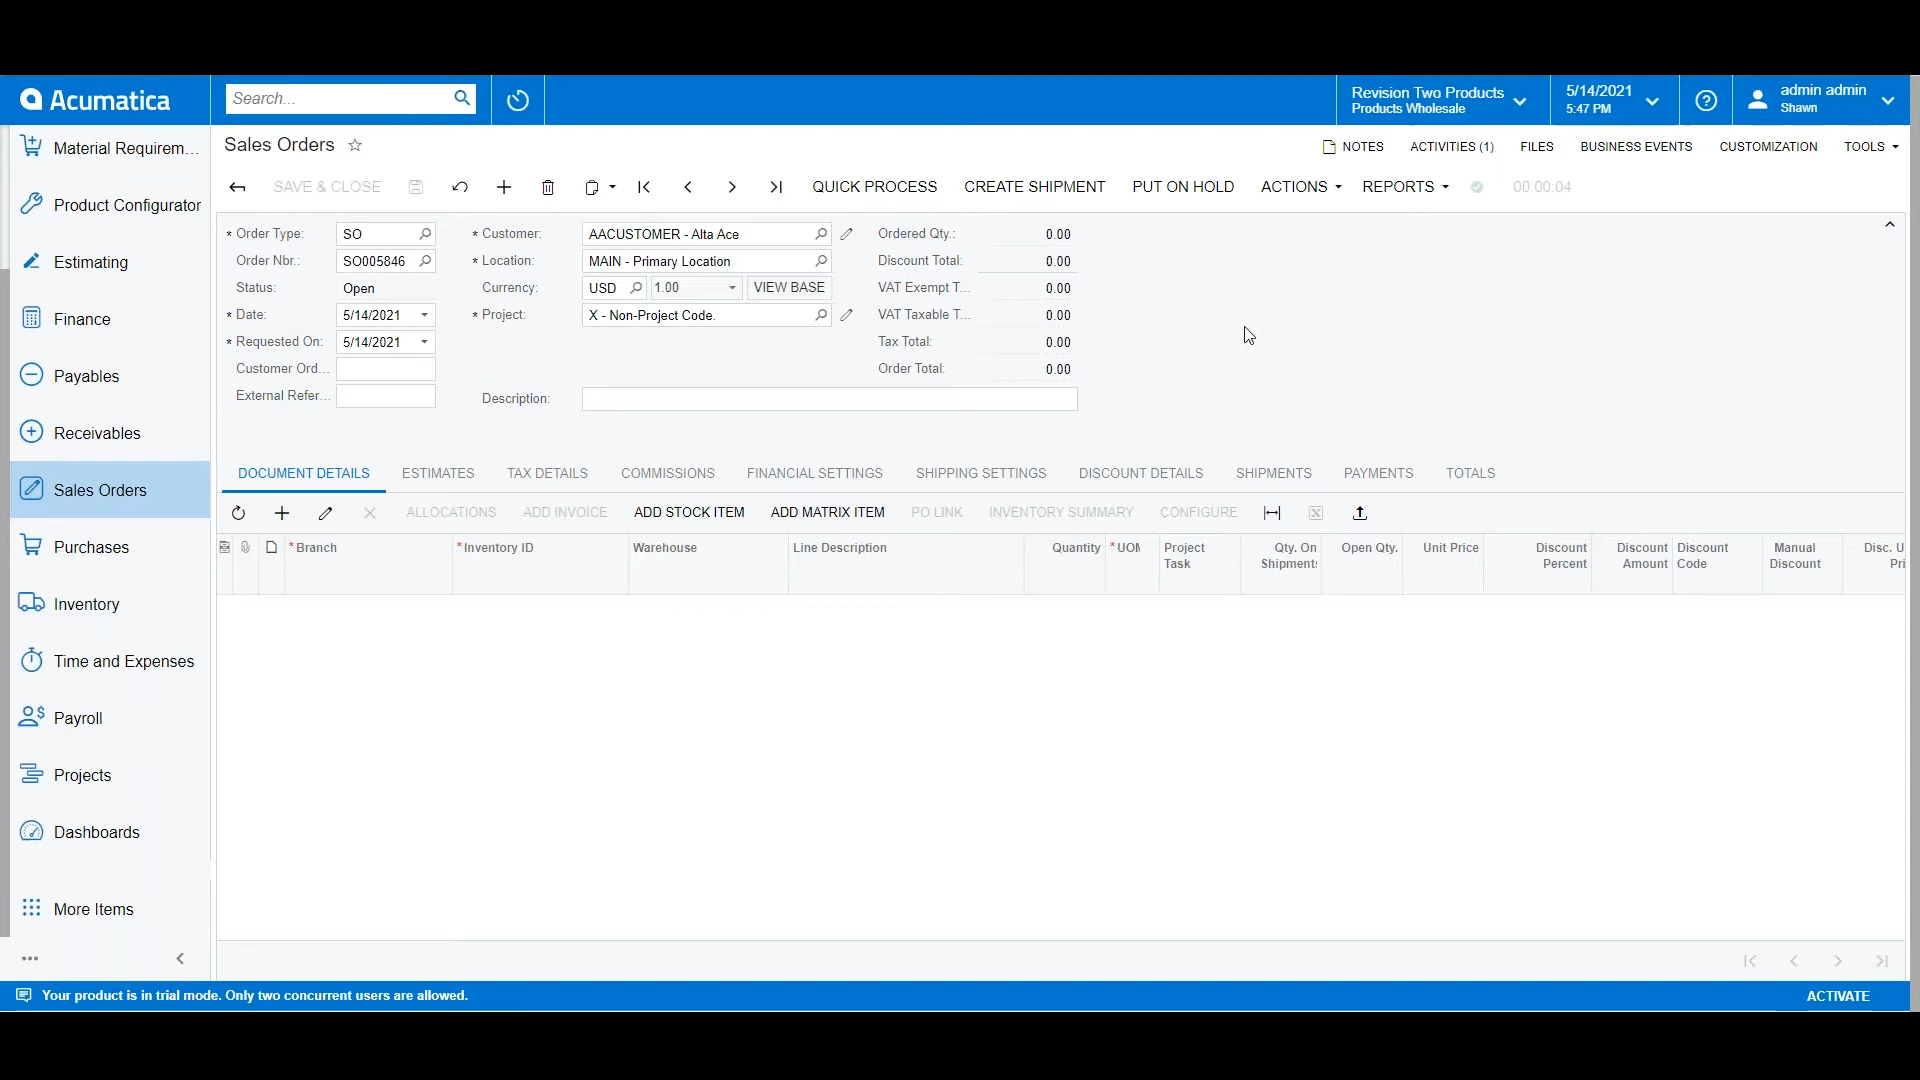 Acumatica
Search...
Revision Two Products
Products Wholesale
5/14/2021
5:47 PM
admin admin
Shawn
Material Requirem...
Product Configurator
Estimating
Finance
Payables
Receivables
Sales Orders
Purchases
Inventory
Time and Expenses
Payroll
Projects
Dashboards
More Items
Sales Orders
NOTES ACTIVITIES (1) FILES BUSINESS EVENTS CUSTOMIZATION TOOLS
SAVE & CLOSE QUICK PROCESS CREATE SHIPMENT PUT ON HOLD ACTIONS REPORTS 00:00:04
* Order Type: SO * Customer: AACUSTOMER - Alta Ace Ordered Qty.: 0.00
Order Nbr.: SO005846 * Location: MAIN - Primary Location Discount Total: 0.00
Status: Open Currency: USD 1.00 VIEW BASE VAT Exempt T... 0.00
* Date: 5/14/2021 * Project: X - Non-Project Code. VAT Taxable T... 0.00
* Requested On: 5/14/2021 Tax Total: 0.00
Customer Ord... Order Total: 0.00
External Refer... Description:
DOCUMENT DETAILS ESTIMATES TAX DETAILS COMMISSIONS FINANCIAL SETTINGS SHIPPING SETTINGS DISCOUNT DETAILS SHIPMENTS PAYMENTS TOTALS
ALLOCATIONS ADD INVOICE ADD STOCK ITEM ADD MATRIX ITEM PO LINK INVENTORY SUMMARY CONFIGURE
*Branch *Inventory ID Warehouse Line Description Quantity *UOM Project Qty. On Open Qty. Unit Price Discount Discount Discount Manual Disc. U
Task Shipments Percent Amount Code Discount Pri
Your product is in trial mode. Only two concurrent users are allowed. ACTIVATE